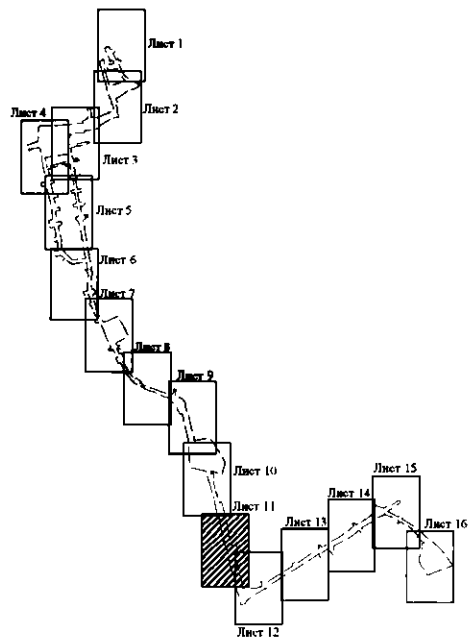 Лист 1
Лист 2
Лист 4
Лист 3
Лист 5
Лист 6
Лист 7
Лист 8
Лист 9
Лист 10
Лист 15
Лист 14
Лист 11
Лист 13
Лист 16
Лист 12